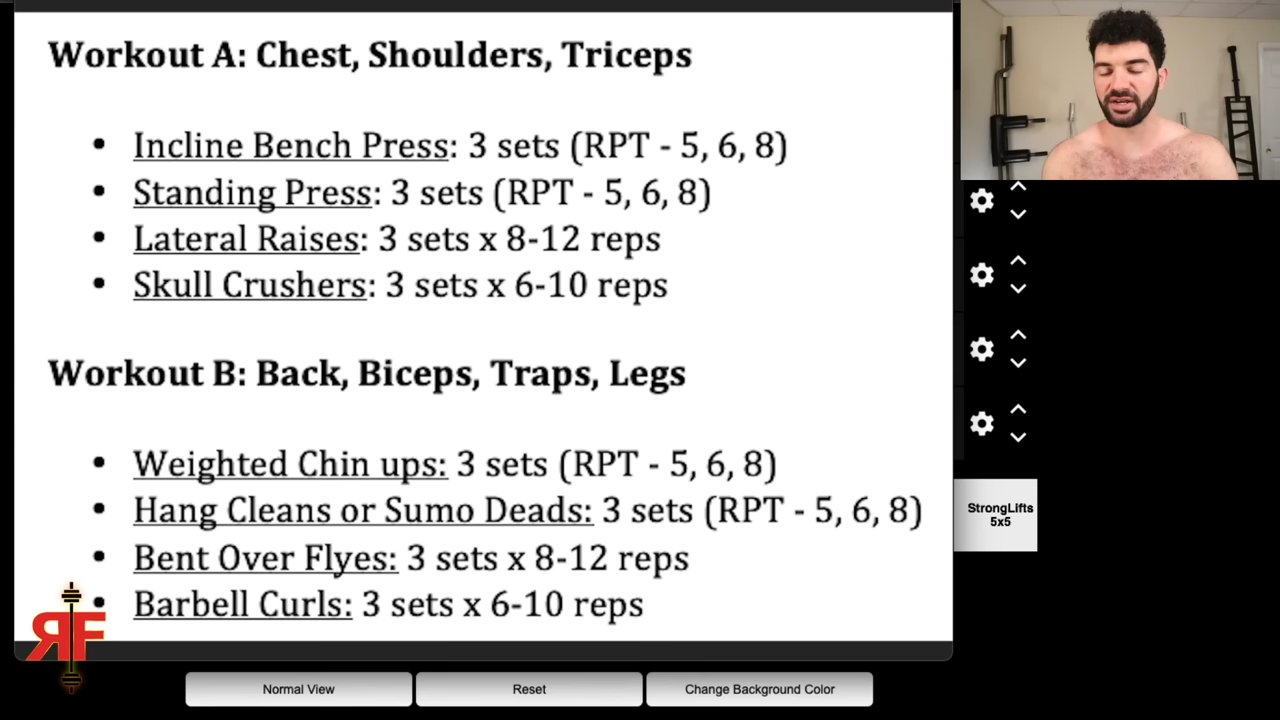 Workout A: Chest, Shoulders, Triceps
• Incline Bench Press: 3 sets (RPT - 5, 6, 8)
• Standing Press: 3 sets (RPT - 5, 6, 8)
• Lateral Raises: 3 sets x 8-12 reps
• Skull Crushers: 3 sets x 6-10 reps
Workout B: Back, Biceps, Traps, Legs
• Weighted Chin ups: 3 sets (RPT - 5, 6, 8)
• Hang Cleans or Sumo Deads: 3 sets (RPT - 5, 6, 8)
• Bent Over Flyes: 3 sets x 8-12 reps
• Barbell Curls: 3 sets x 6-10 reps
StrongLifts
5x5
RF
Normal View
Reset
Change Background Color